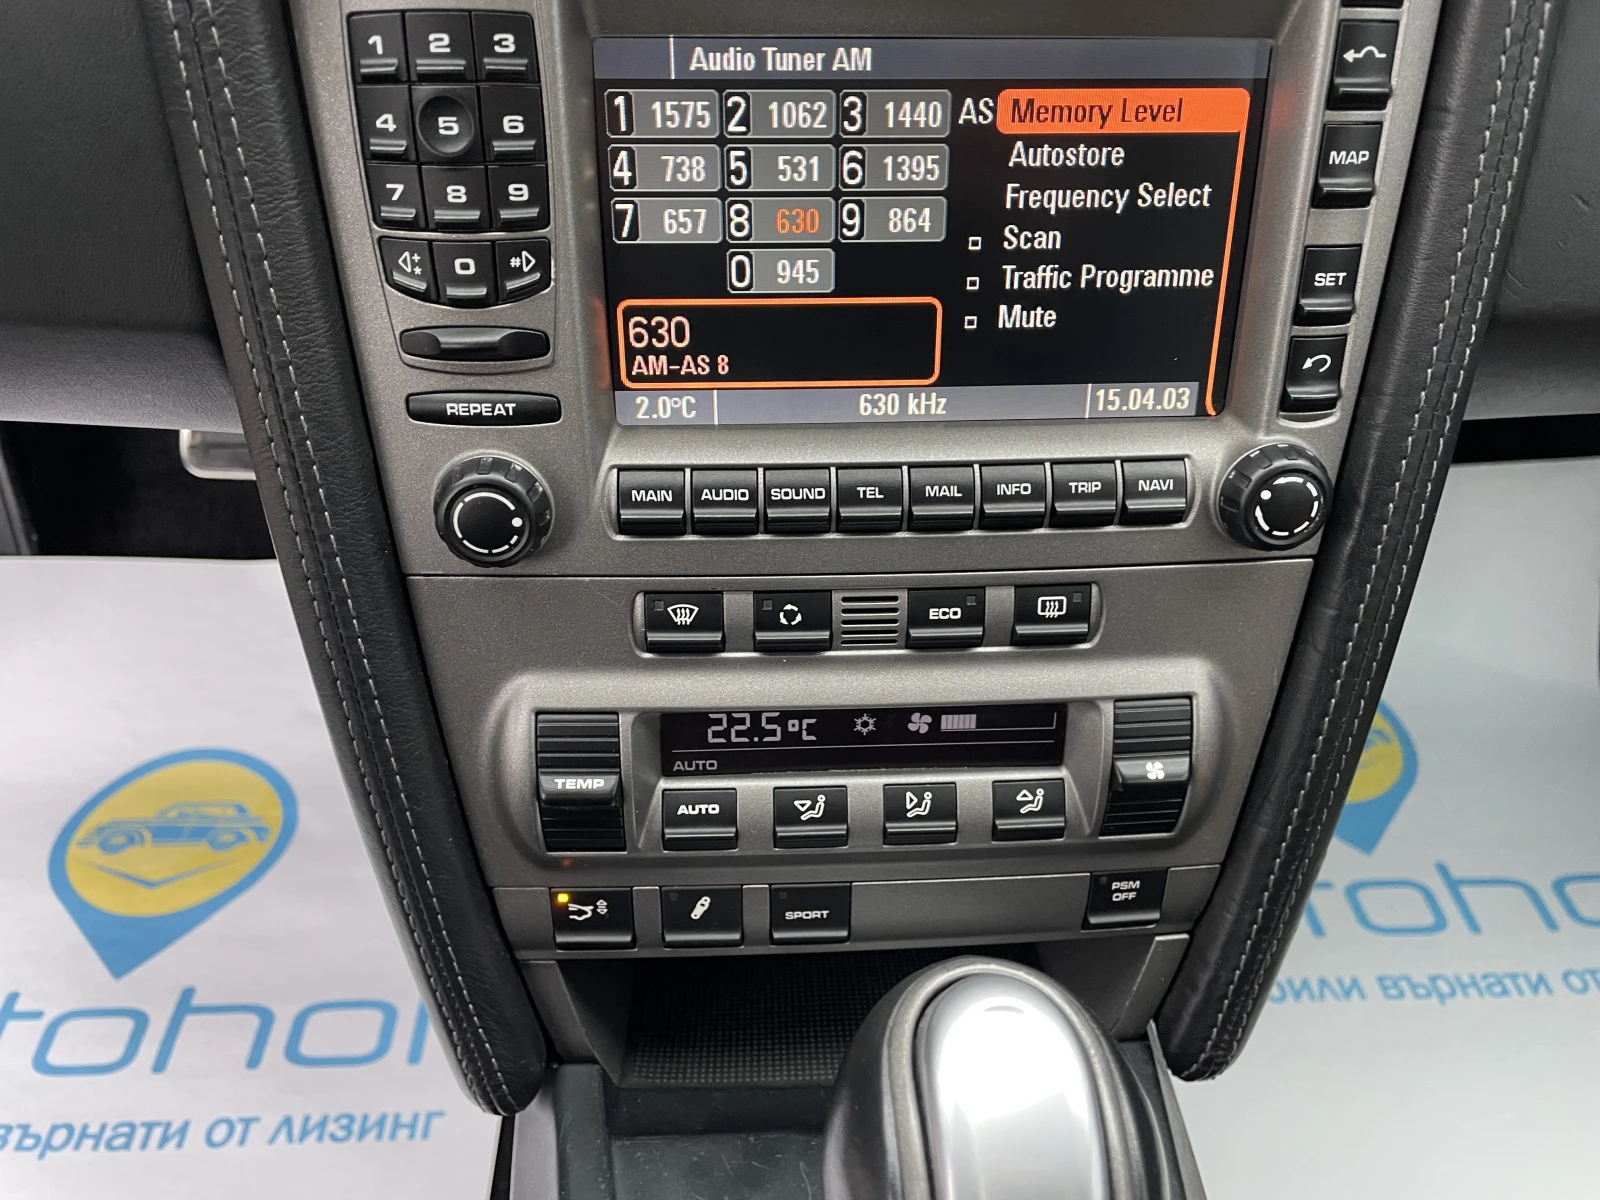 1 2 3
4 5 6
7 8 9
* 0 #
REPEAT
Audio Tuner AM
1 1575 2 1062 3 1440 AS Memory Level
4 738 5 531 6 1395 Autostore
7 657 8 630 9 864 Frequency Select
0 945 Scan
Traffic Programme
Mute
630
AM-AS 8
2.0°C 630 kHz 15.04.03
MAP
SET
MAIN AUDIO SOUND TEL MAIL INFO TRIP NAVI
ECO
22.5°C
AUTO
TEMP
AUTO
SPORT
PSM
OFF
tohol
върнати от лизинг
toho
върнати от